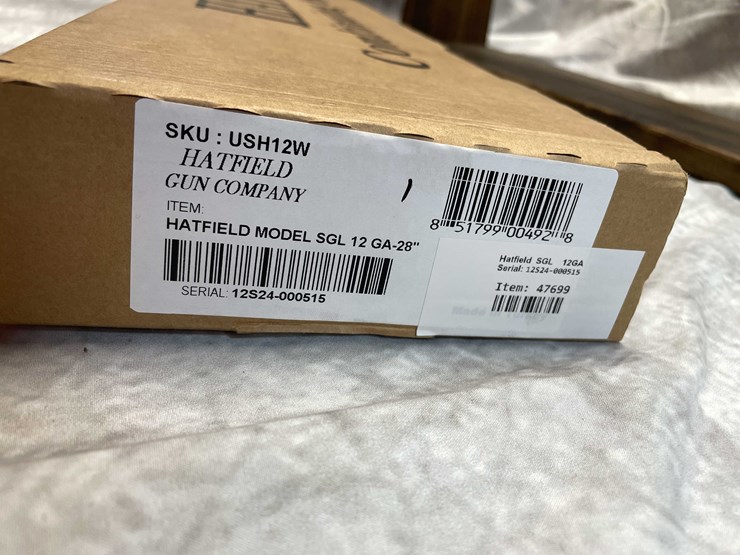 SKU : USH12W
HATFIELD
GUN COMPANY
ITEM:
HATFIELD MODEL SGL 12 GA-28"
SERIAL: 12S24-000515
8 51799 00492 8
Hatfield SGL 12GA
Serial: 12S24-000515
Item: 47699